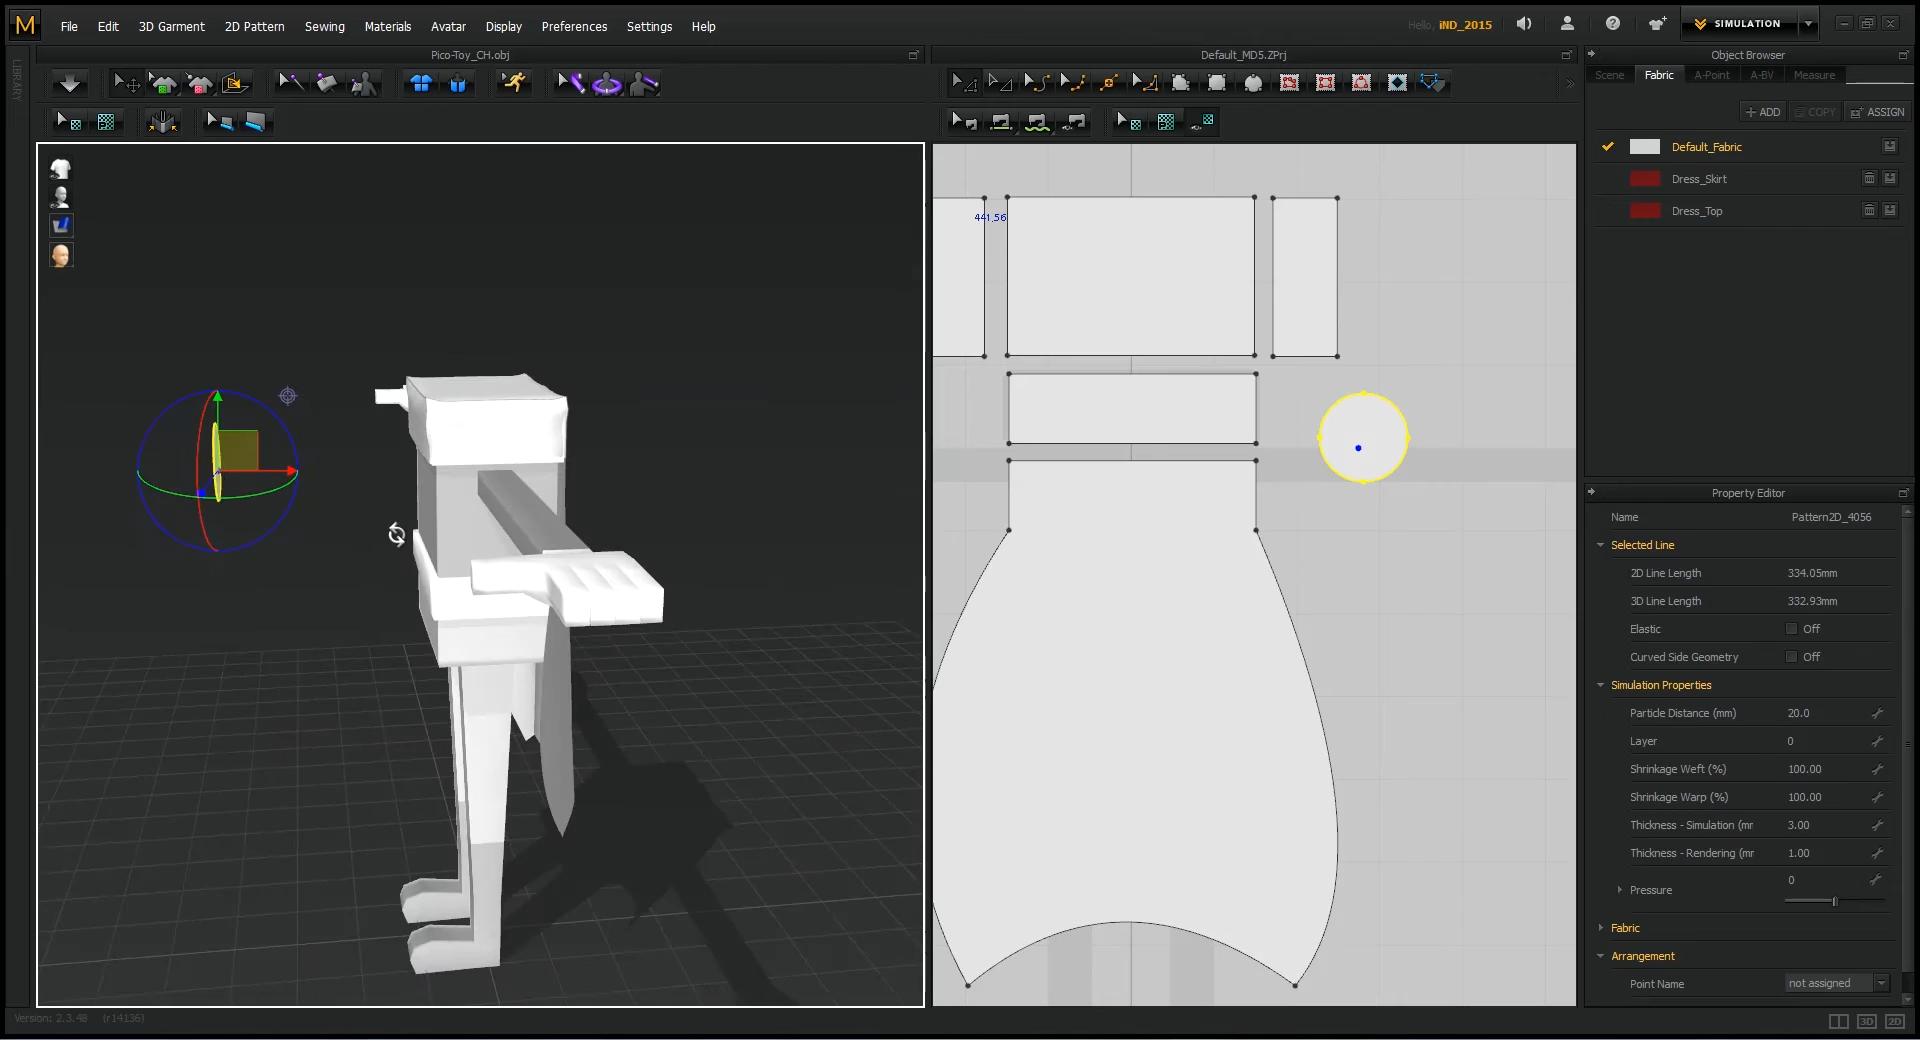 M File Edit 3D Garment 2D Pattern Sewing Materials Avatar Display Preferences Settings Help Hello, iND_2015 SIMULATION
LIBRARY
Pico-Toy_CH.obj
Default_MD5.ZPrj
Object Browser
Scene Fabric A-Point A-BV Measure
ADD COPY ASSIGN
Default_Fabric
Dress_Skirt
Dress_Top
441.56
Property Editor
Name Pattern2D_4056
Selected Line
2D Line Length 334.05mm
3D Line Length 332.93mm
Elastic Off
Curved Side Geometry Off
Simulation Properties
Particle Distance (mm) 20.0
Layer 0
Shrinkage Weft (%) 100.00
Shrinkage Warp (%) 100.00
Thickness - Simulation (mr 3.00
Thickness - Rendering (mr 1.00
Pressure 0
Fabric
Arrangement
Point Name not assigned
Version: 2.3.48 (r14136) 3D 2D